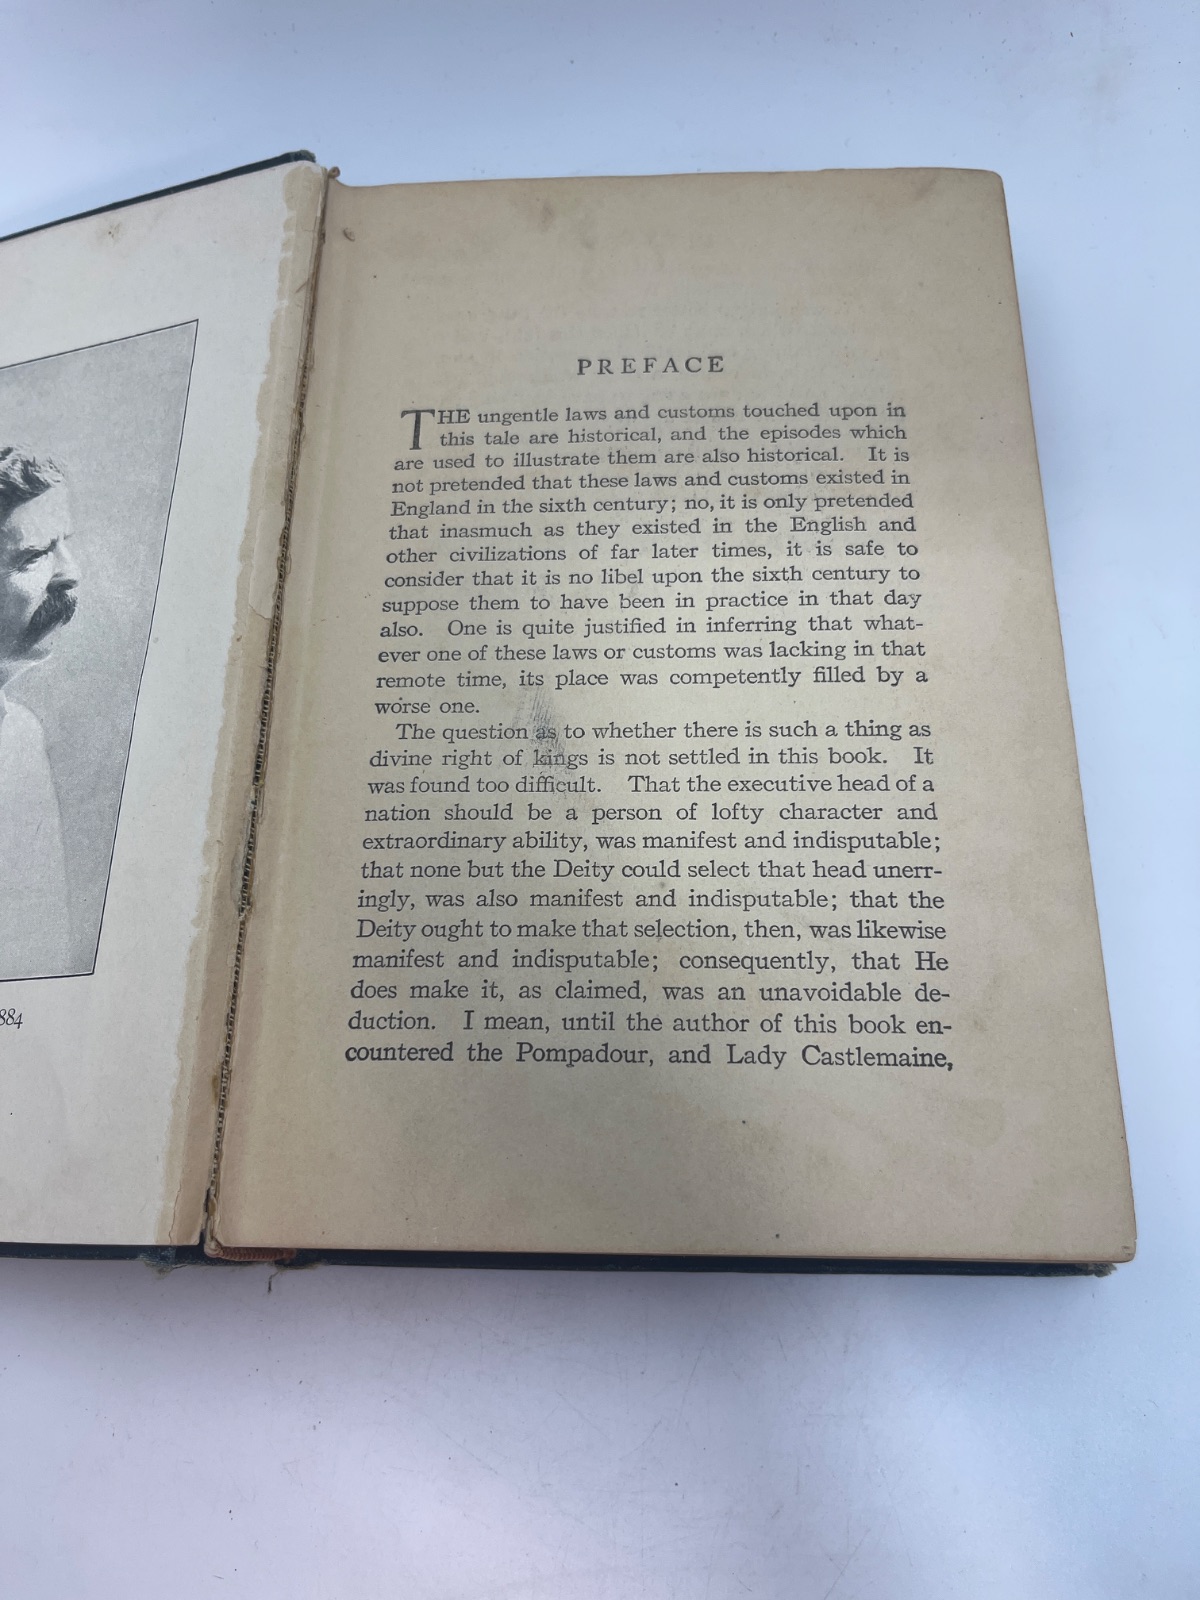 884
PREFACE
THE ungentle laws and customs touched upon in
this tale are historical, and the episodes which
are used to illustrate them are also historical. It is
not pretended that these laws and customs existed in
England in the sixth century; no, it is only pretended
that inasmuch as they existed in the English and
other civilizations of far later times, it is safe to
consider that it is no libel upon the sixth century to
suppose them to have been in practice in that day
also. One is quite justified in inferring that what-
ever one of these laws or customs was lacking in that
remote time, its place was competently filled by a
worse one.
The question as to whether there is such a thing as
divine right of kings is not settled in this book. It
was found too difficult. That the executive head of a
nation should be a person of lofty character and
extraordinary ability, was manifest and indisputable;
that none but the Deity could select that head unerr-
ingly, was also manifest and indisputable; that the
Deity ought to make that selection, then, was likewise
manifest and indisputable; consequently, that He
does make it, as claimed, was an unavoidable de-
duction. I mean, until the author of this book en-
countered the Pompadour, and Lady Castlemaine,